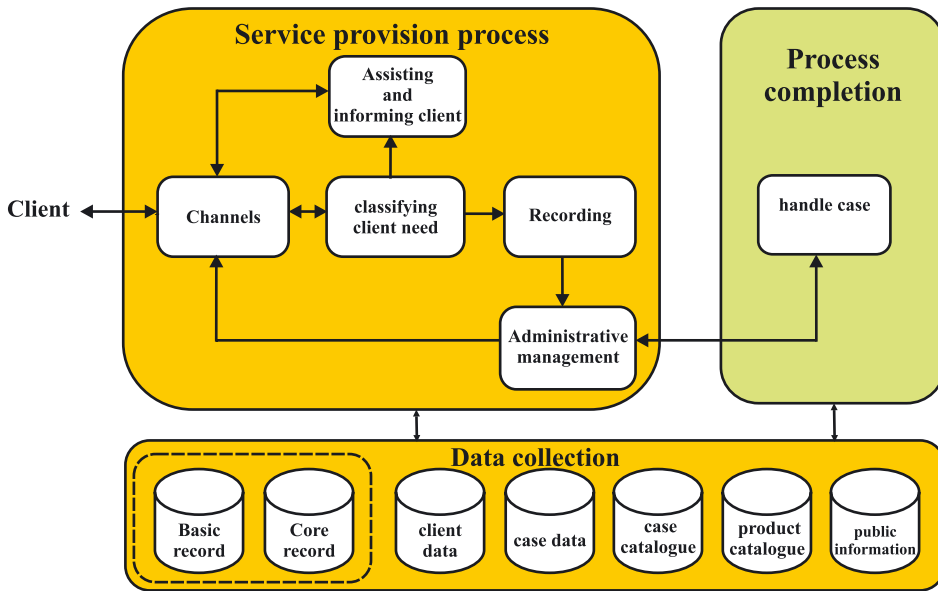 Service provision process
Process
completion
Assisting
and
informing client
Client
Channels
classifying
client need
Recording
handle case
Administrative
management
Data collection
Basic
record
Core
record
client
data
case data
case
catalogue
product
catalogue
public
information